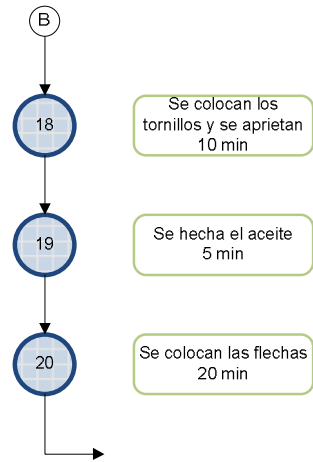 B
18
Se colocan los
tornillos y se aprietan
10 min
19
Se hecha el aceite
5 min
20
Se colocan las flechas
20 min